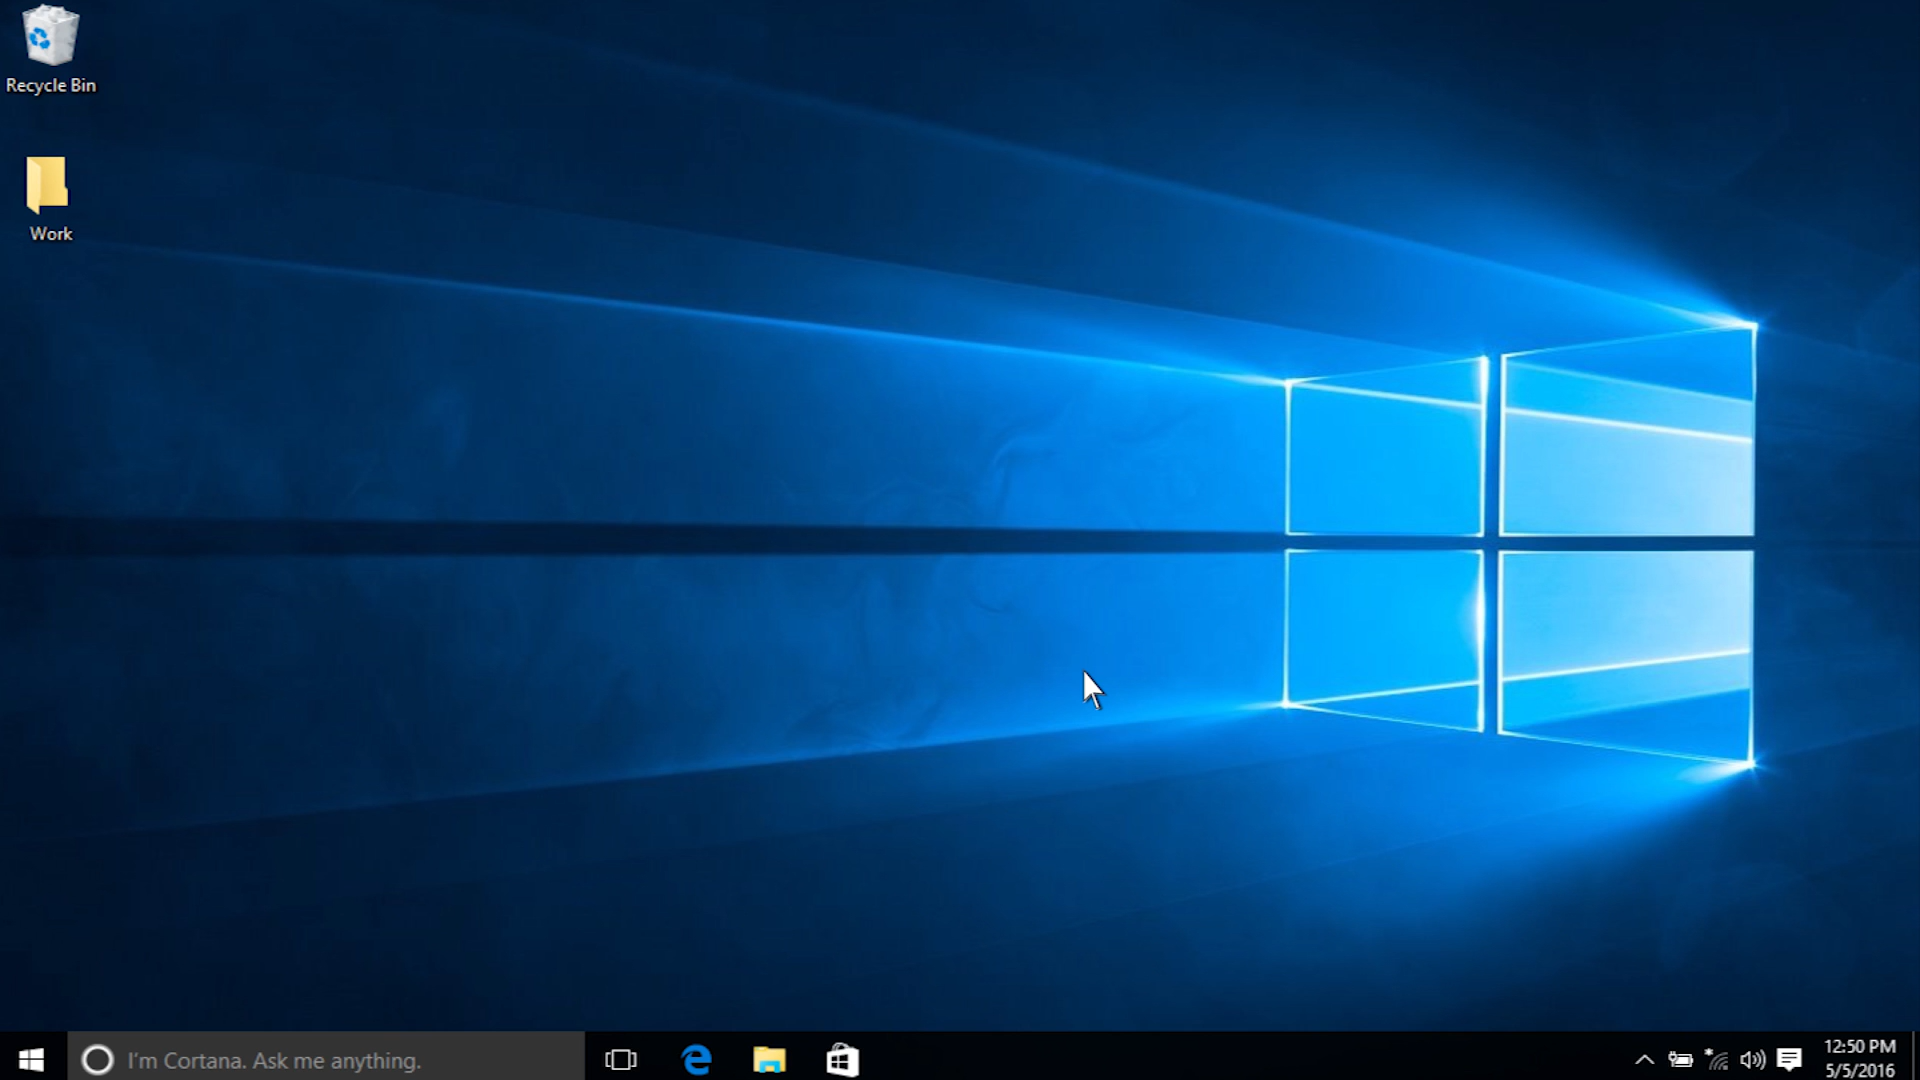 Recycle Bin
Work
I'm Cortana. Ask me anything.
12:50 PM
5/5/2016